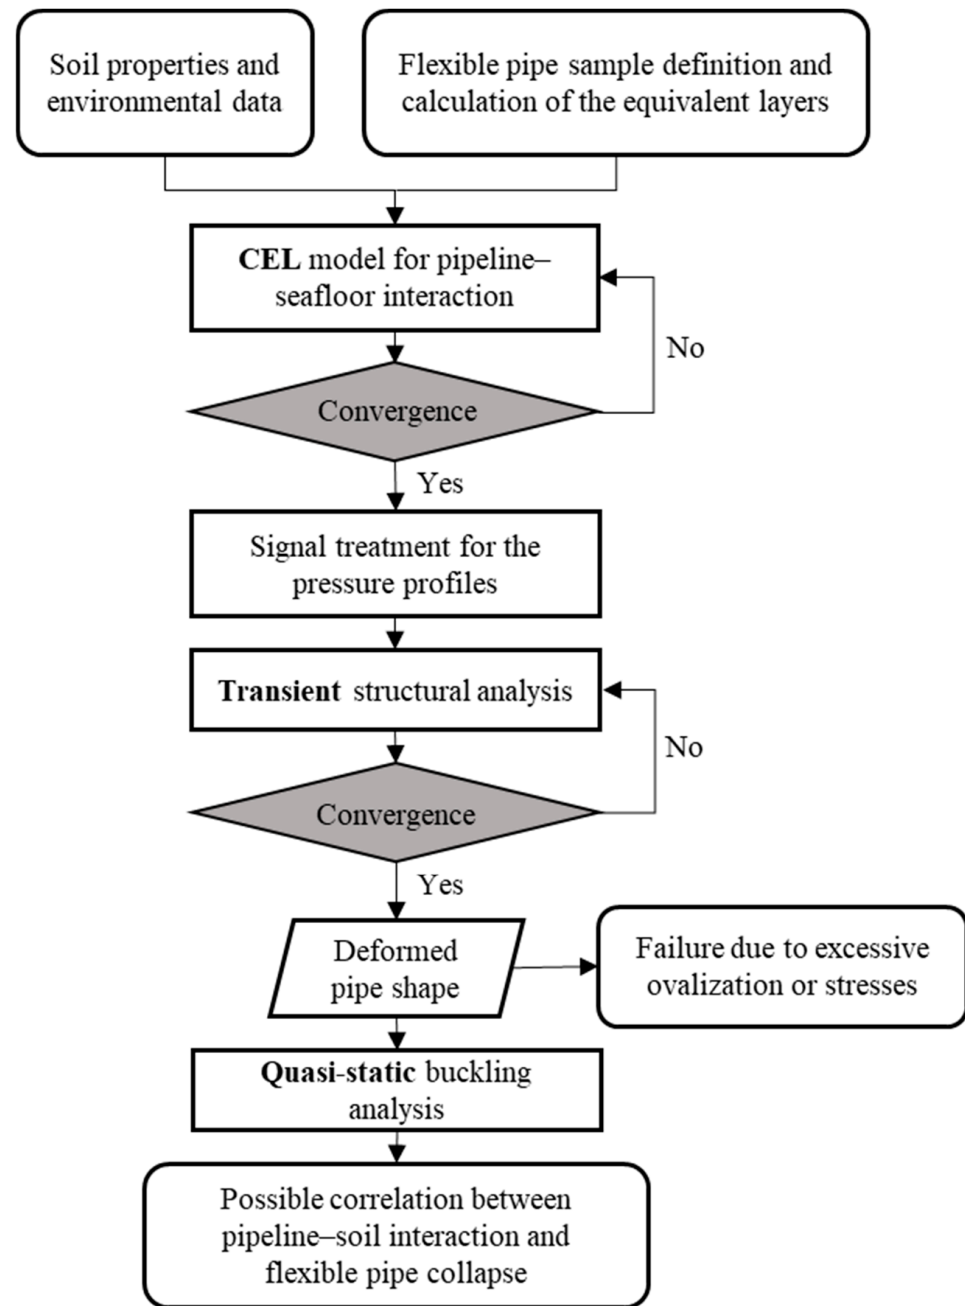 Soil properties and
environmental data
Flexible pipe sample definition and
calculation of the equivalent layers
CEL model for pipeline–
seafloor interaction
No
Convergence
Yes
Signal treatment for the
pressure profiles
Transient structural analysis
No
Convergence
Yes
Deformed
pipe shape
Failure due to excessive
ovalization or stresses
Quasi-static buckling
analysis
Possible correlation between
pipeline–soil interaction and
flexible pipe collapse